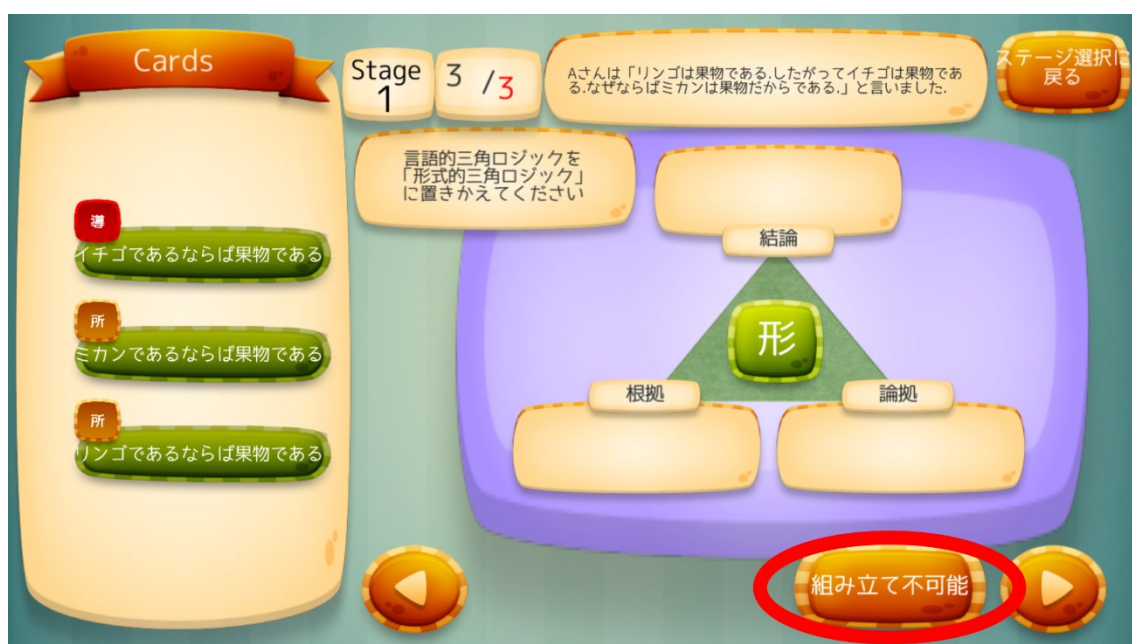 Cards
Stage
1
3 /3
Aさんは「リンゴは果物である.したがってイチゴは果物であ
る.なぜならばミカンは果物だからである.」と言いました.
ステージ選択に
戻る
言語的三角ロジックを
「形式的三角ロジック」
に置きかえてください
導
イチゴであるならば果物である
所
ミカンであるならば果物である
所
リンゴであるならば果物である
結論
形
根拠
論拠
組み立て不可能